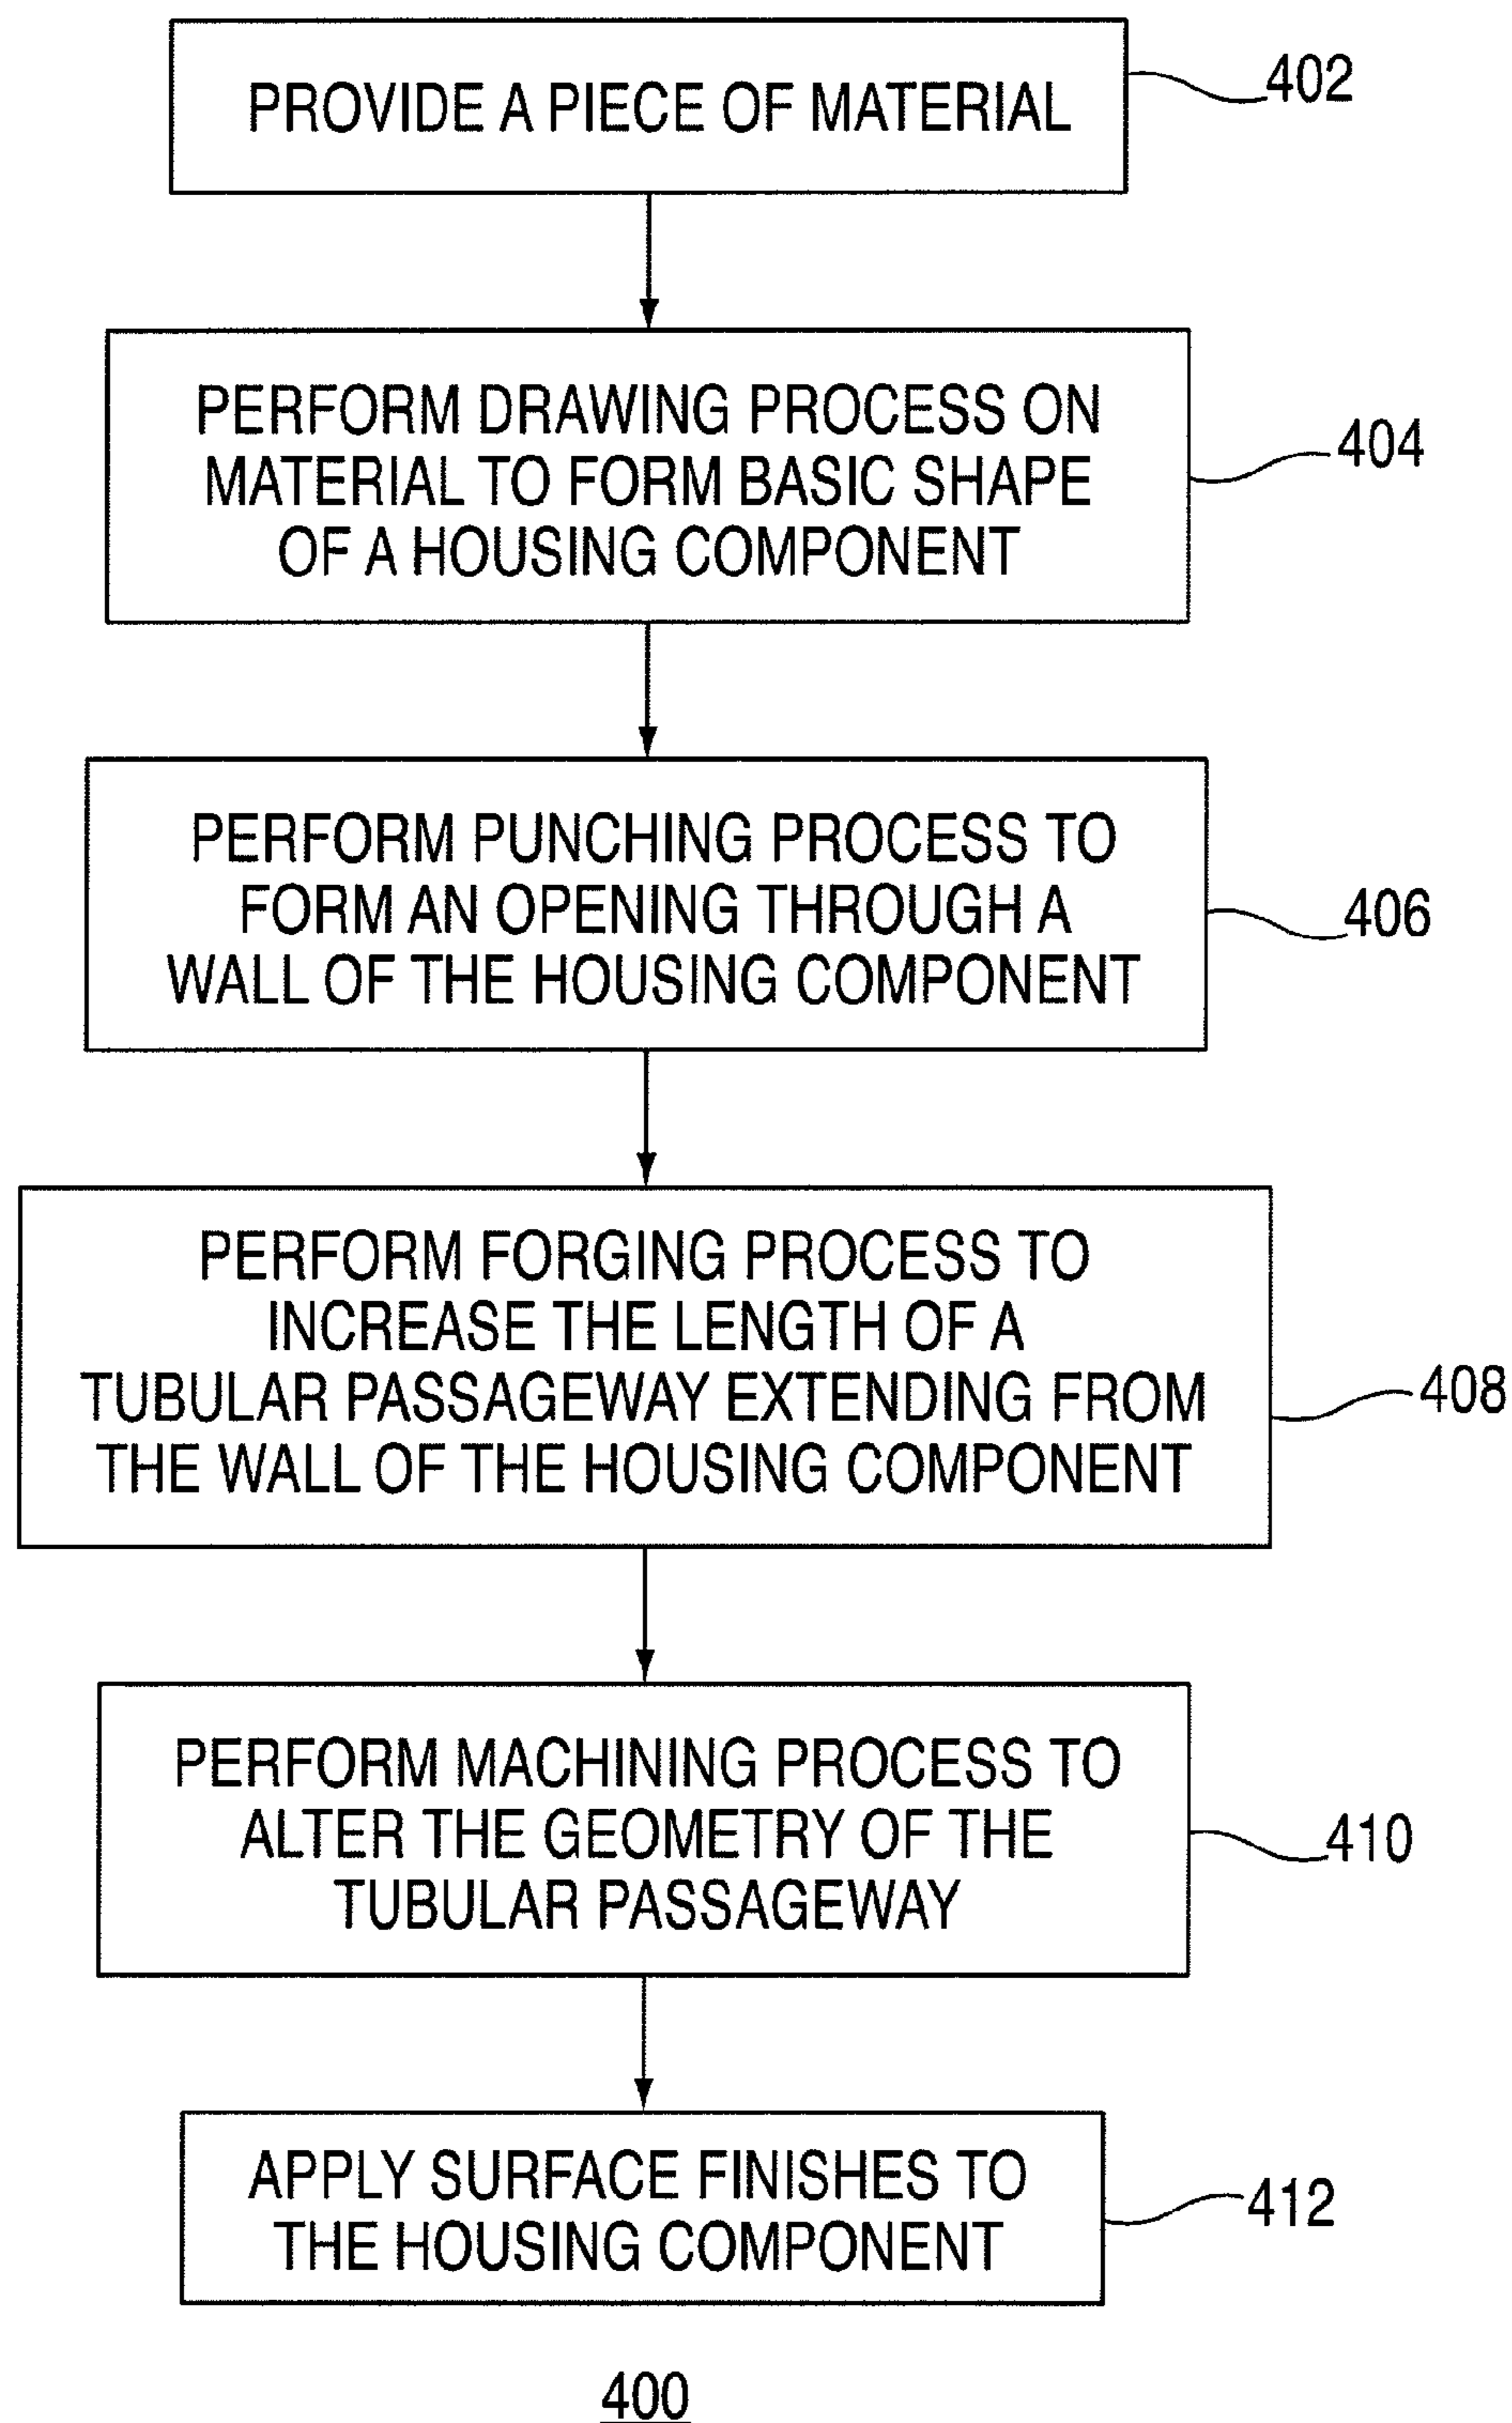 PROVIDE A PIECE OF MATERIAL
402
PERFORM DRAWING PROCESS ON
MATERIAL TO FORM BASIC SHAPE
OF A HOUSING COMPONENT
404
PERFORM PUNCHING PROCESS TO
FORM AN OPENING THROUGH A
WALL OF THE HOUSING COMPONENT
406
PERFORM FORGING PROCESS TO
INCREASE THE LENGTH OF A
TUBULAR PASSAGEWAY EXTENDING FROM
THE WALL OF THE HOUSING COMPONENT
408
PERFORM MACHINING PROCESS TO
ALTER THE GEOMETRY OF THE
TUBULAR PASSAGEWAY
410
APPLY SURFACE FINISHES TO
THE HOUSING COMPONENT
412
400